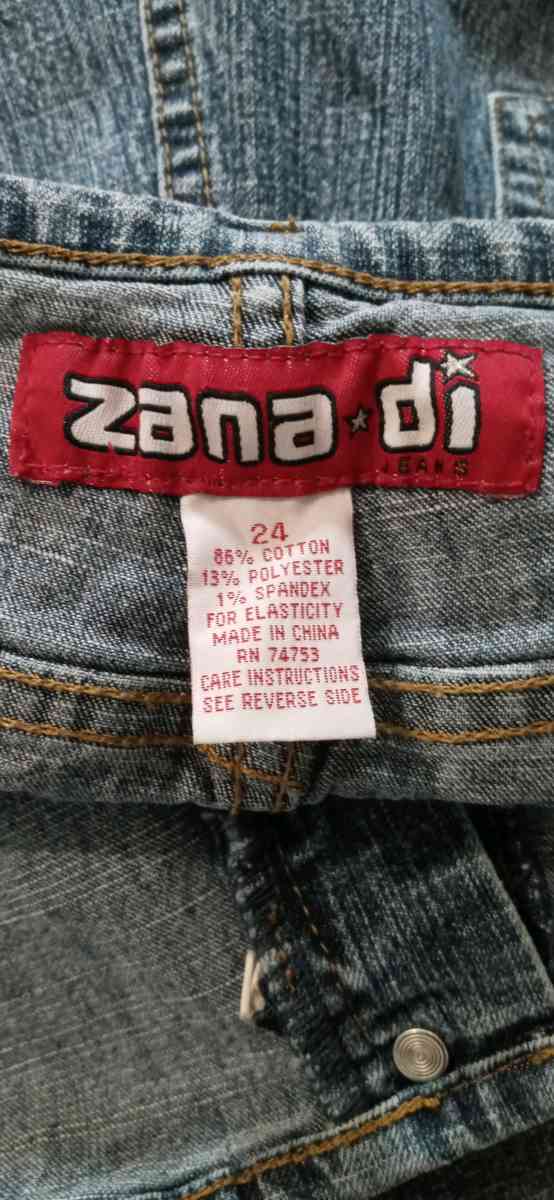 zana di
JEANS
24
86% COTTON
13% POLYESTER
1% SPANDEX
FOR ELASTICITY
MADE IN CHINA
RN 74753
CARE INSTRUCTIONS
SEE REVERSE SIDE